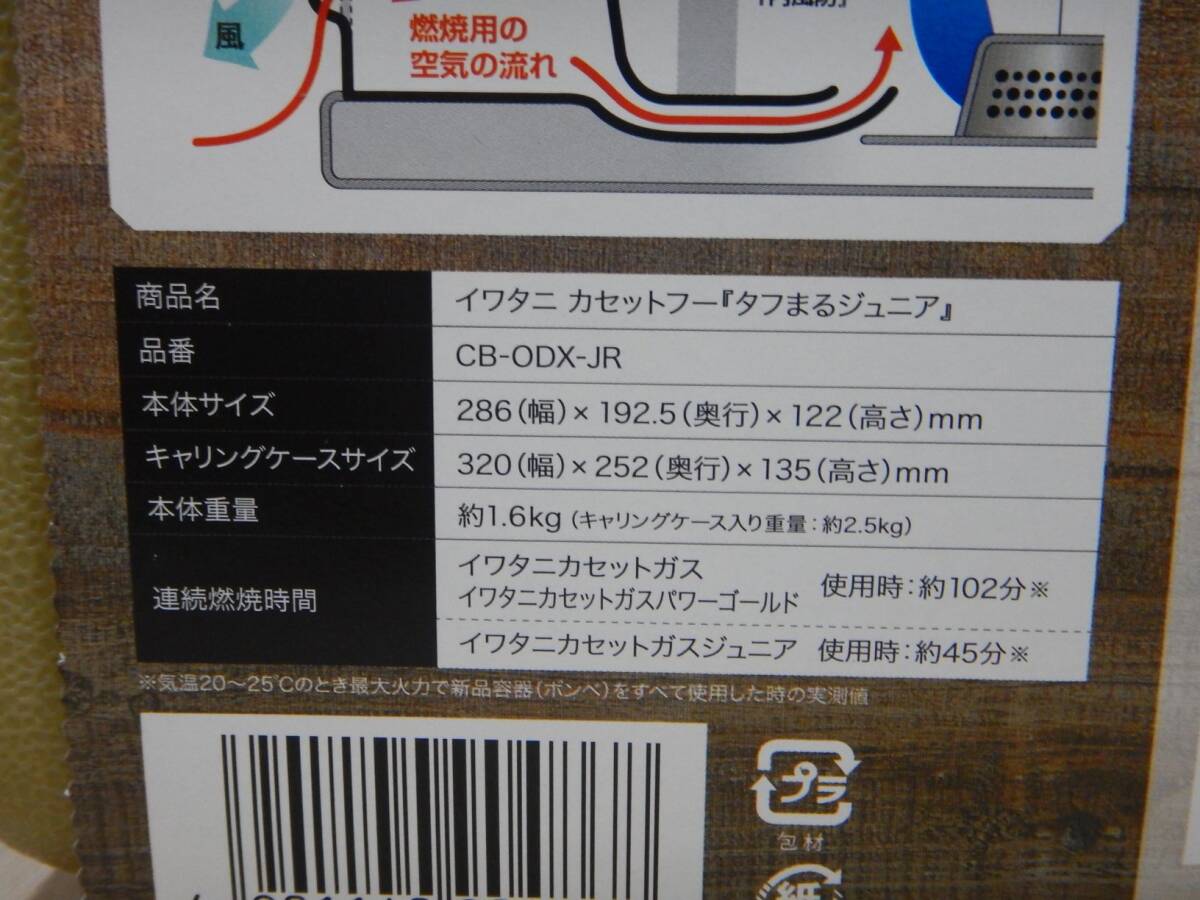 風
燃焼用の
空気の流れ
商品名 イワタニ カセットフー『タフまるジュニア』
品番 CB-ODX-JR
本体サイズ 286(幅)×192.5(奥行)×122(高さ)mm
キャリングケースサイズ 320(幅)×252(奥行)×135(高さ)mm
本体重量 約1.6kg (キャリングケース入り重量:約2.5kg)
連続燃焼時間
イワタニカセットガス
イワタニカセットガスパワーゴールド 使用時:約102分※
イワタニカセットガスジュニア 使用時:約45分※
※気温20〜25℃のとき最大火力で新品容器(ボンベ)をすべて使用した時の実測値
プラ
包材
紙